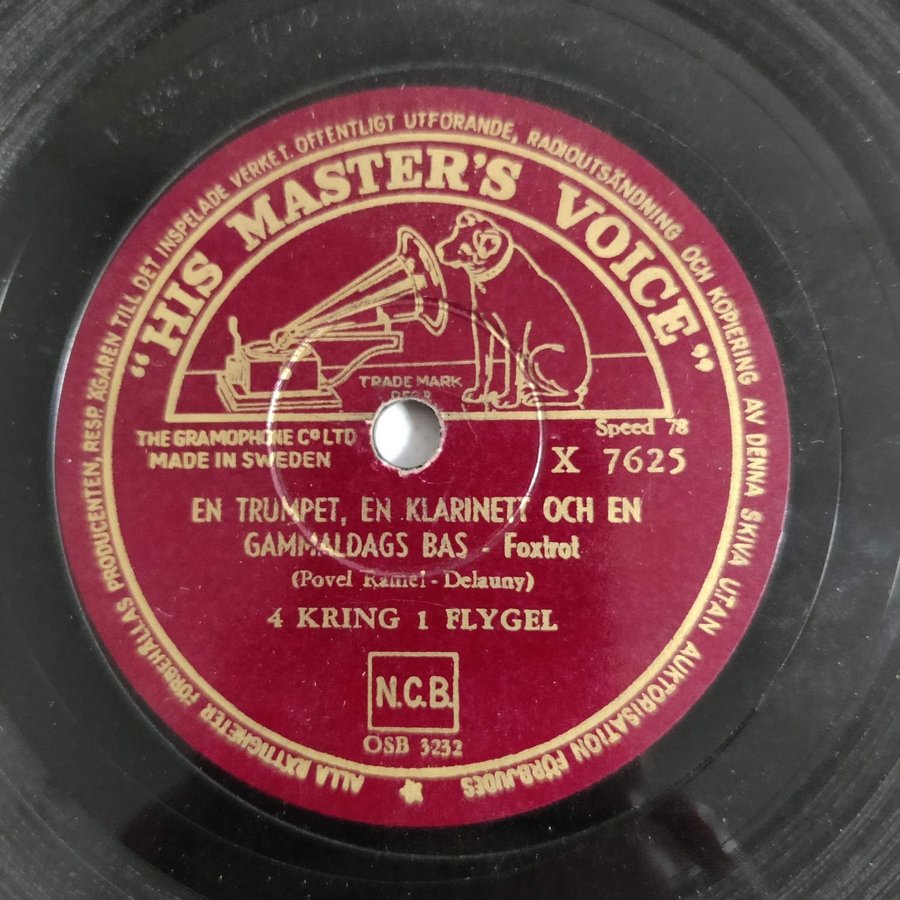 ALLA RÄTTIGHETER FÖRBEHÅLLAS PRODUCENTEN, RESP. ÄGAREN TILL DET INSPELADE VERKET. OFFENTLIGT UTFÖRANDE, RADIOUTSÄNDNING OCH KOPIERING AV DENNA SKIVA UTAN AUKTORISATION FÖRBJUDES
"HIS MASTER'S VOICE"
TRADE MARK
REGR
THE GRAMOPHONE Co LTD
MADE IN SWEDEN
Speed 78
X 7625
EN TRUMPET, EN KLARINETT OCH EN
GAMMALDAGS BAS - Foxtrot
(Povel Ramel - Delauny)
4 KRING 1 FLYGEL
N.C.B.
OSB 3232